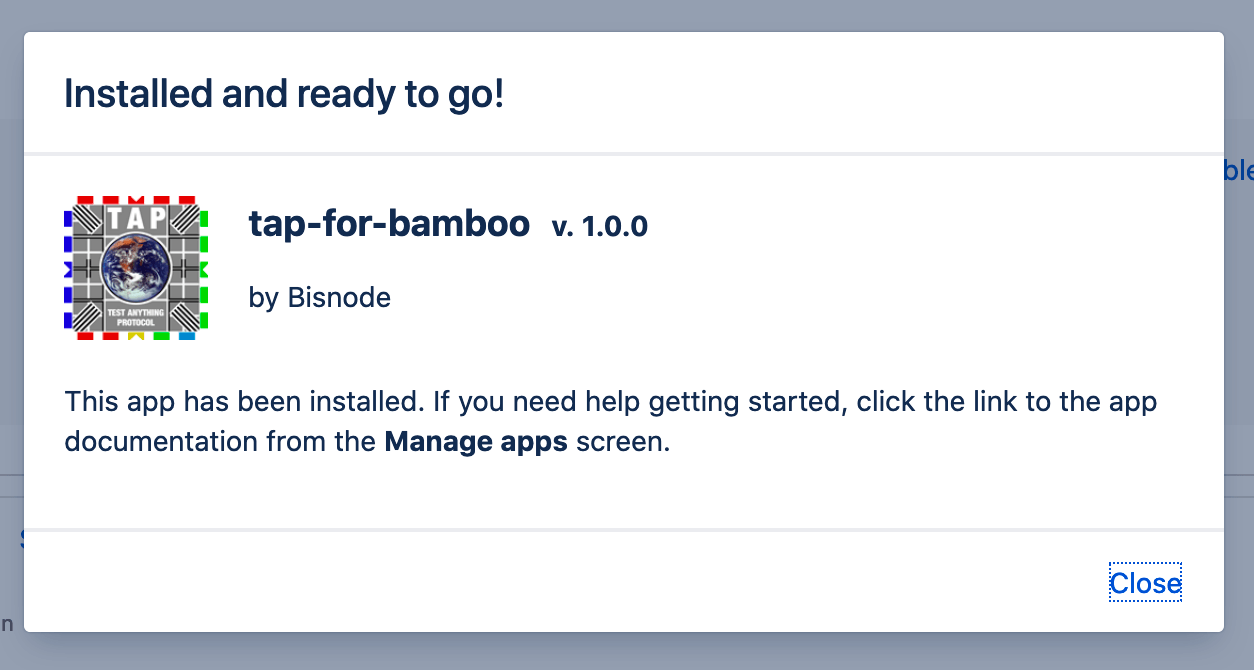 Installed and ready to go!
ble
TAP
TEST ANYTHING
PROTOCOL
tap-for-bamboo v. 1.0.0
by Bisnode
This app has been installed. If you need help getting started, click the link to the app
documentation from the Manage apps screen.
Close
n